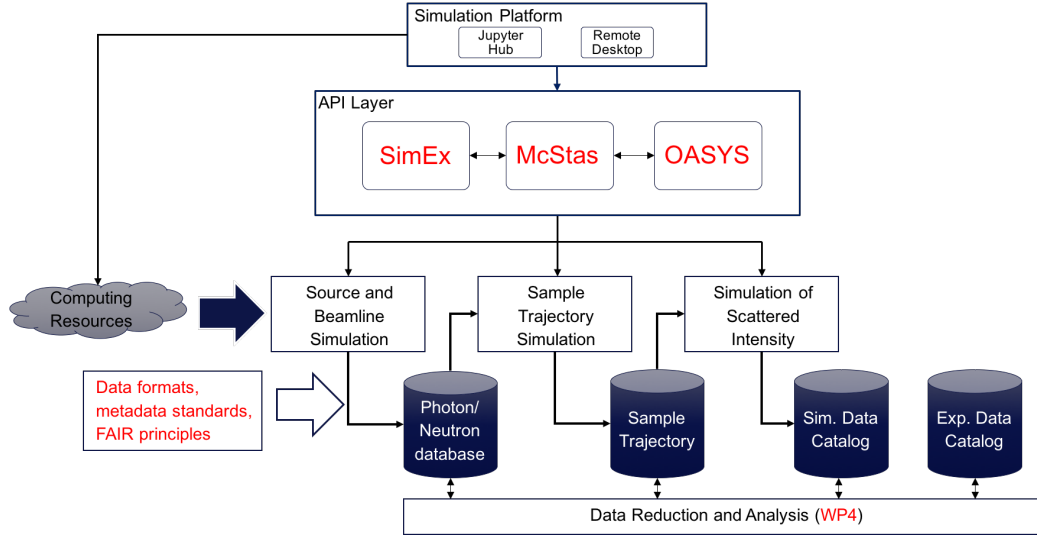 Simulation Platform
Jupyter
Hub
Remote
Desktop
API Layer
SimEx
McStas
OASYS
Computing
Resources
Source and
Beamline
Simulation
Sample
Trajectory
Simulation
Simulation of
Scattered
Intensity
Data formats,
metadata standards,
FAIR principles
Photon/
Neutron
database
Sample
Trajectory
Sim. Data
Catalog
Exp. Data
Catalog
Data Reduction and Analysis (WP4)